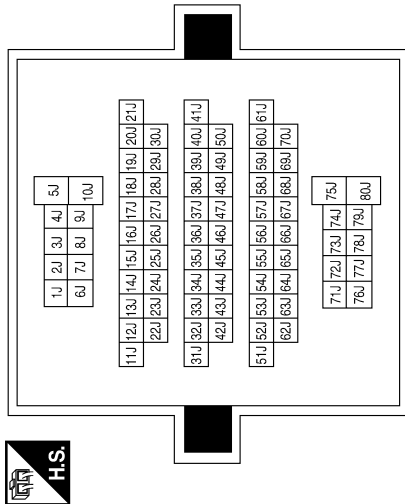 1J 2J 3J 4J 5J
6J 7J 8J 9J 10J
11J 12J 13J 14J 15J 16J 17J 18J 19J 20J 21J
22J 23J 24J 25J 26J 27J 28J 29J 30J
31J 32J 33J 34J 35J 36J 37J 38J 39J 40J 41J
42J 43J 44J 45J 46J 47J 48J 49J 50J
51J 52J 53J 54J 55J 56J 57J 58J 59J 60J 61J
62J 63J 64J 65J 66J 67J 68J 69J 70J
71J 72J 73J 74J 75J
76J 77J 78J 79J 80J
H.S.